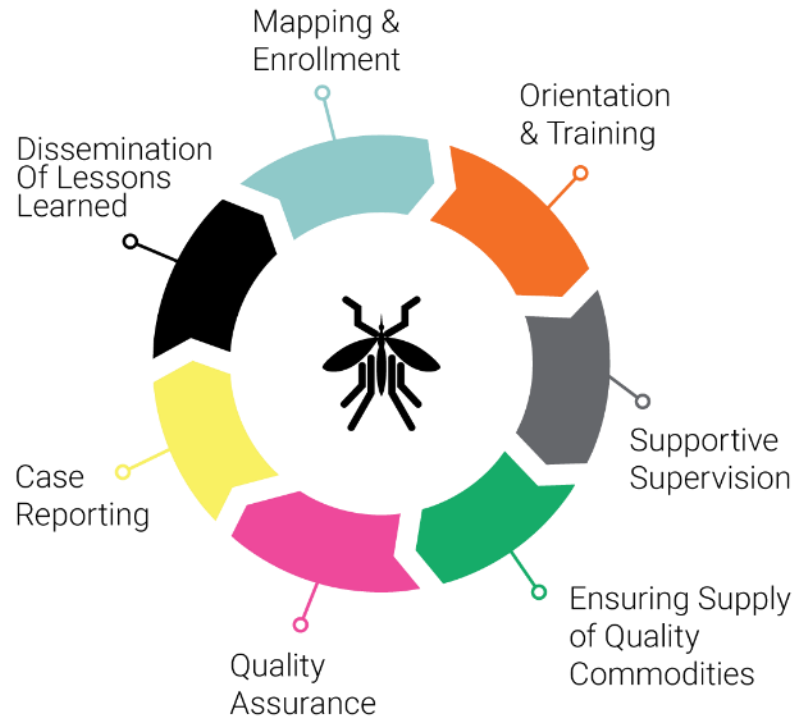 Mapping &
Enrollment
Orientation
& Training
Supportive
Supervision
Ensuring Supply
of Quality
Commodities
Quality
Assurance
Case
Reporting
Dissemination
Of Lessons
Learned